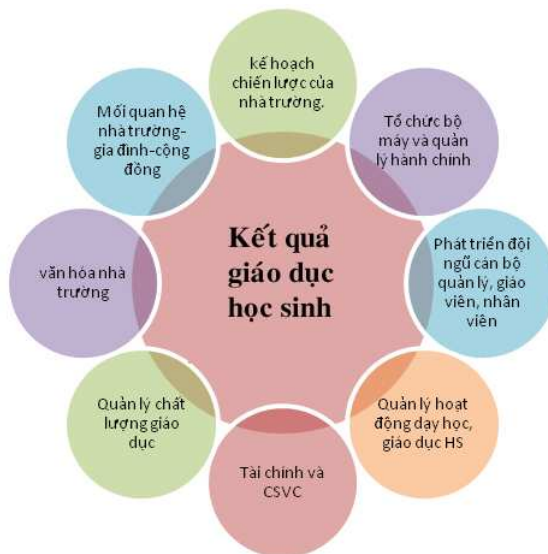 kế hoạch
chiến lược của
nhà trường.
Tổ chức bộ
máy và quản
lý hành chính
Phát triển đội
ngũ cán bộ
quản lý, giáo
viên, nhân
viên
Quản lý hoạt
động dạy học,
giáo dục HS
Tài chính và
CSVC
Quản lý chất
lượng giáo
dục
văn hóa nhà
trường
Mối quan hệ
nhà trường-
gia đình-cộng
đồng
Kết quả
giáo dục
học sinh